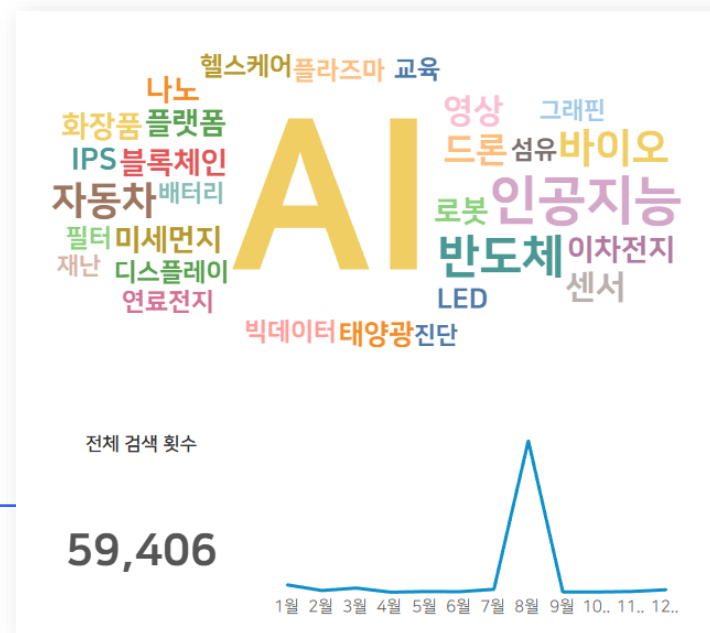 헬스케어 플라즈마 교육
나노 영상 그래핀
화장품 플랫폼 AI 드론 섬유 바이오
IPS 블록체인
자동차 배터리 로봇 인공지능
필터 미세먼지 반도체 이차전지
재난 디스플레이 센서
연료전지 LED
빅데이터 태양광 진단
전체 검색 횟수
59,406
1월 2월 3월 4월 5월 6월 7월 8월 9월 10.. 11.. 12..